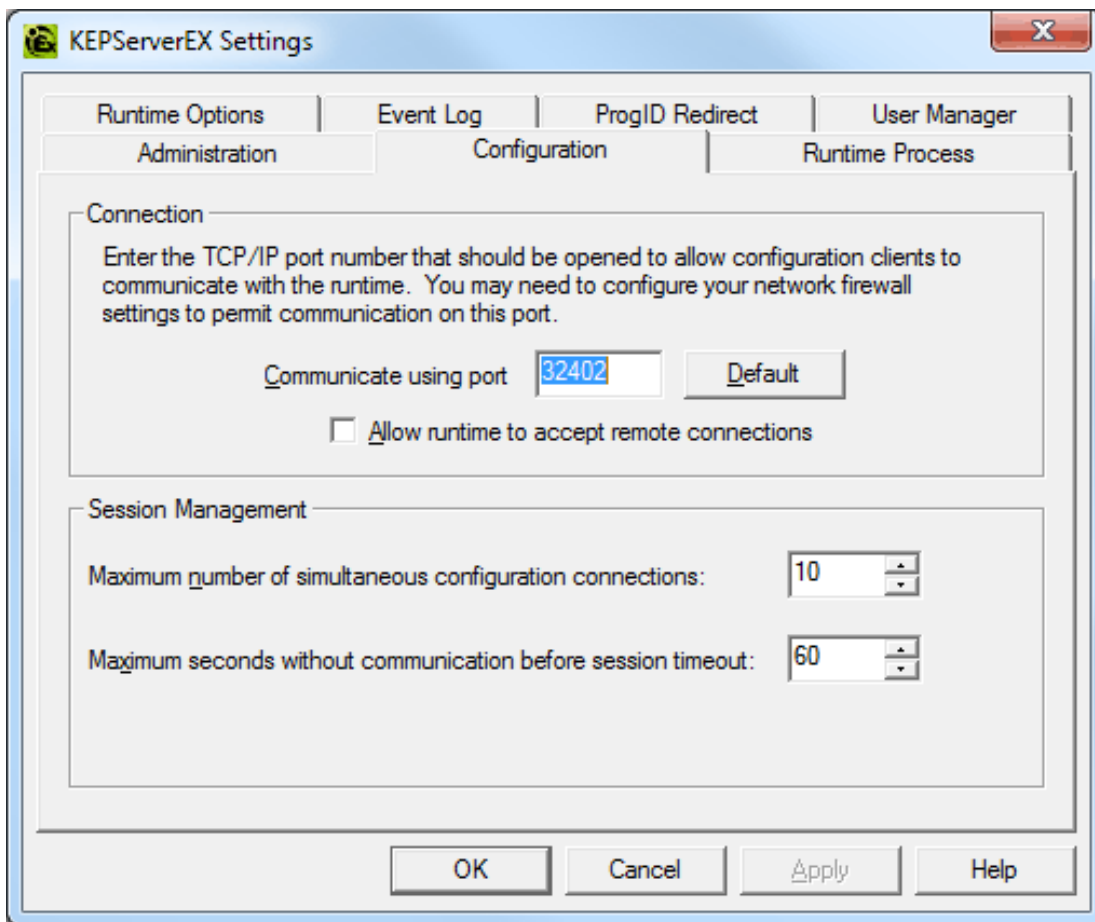 KEPServerEX Settings
Runtime Options
Event Log
ProgID Redirect
User Manager
Administration
Configuration
Runtime Process
Connection
Enter the TCP/IP port number that should be opened to allow configuration clients to
communicate with the runtime.  You may need to configure your network firewall
settings to permit communication on this port.
Communicate using port
32402
Default
Allow runtime to accept remote connections
Session Management
Maximum number of simultaneous configuration connections:
10
Maximum seconds without communication before session timeout:
60
OK
Cancel
Apply
Help